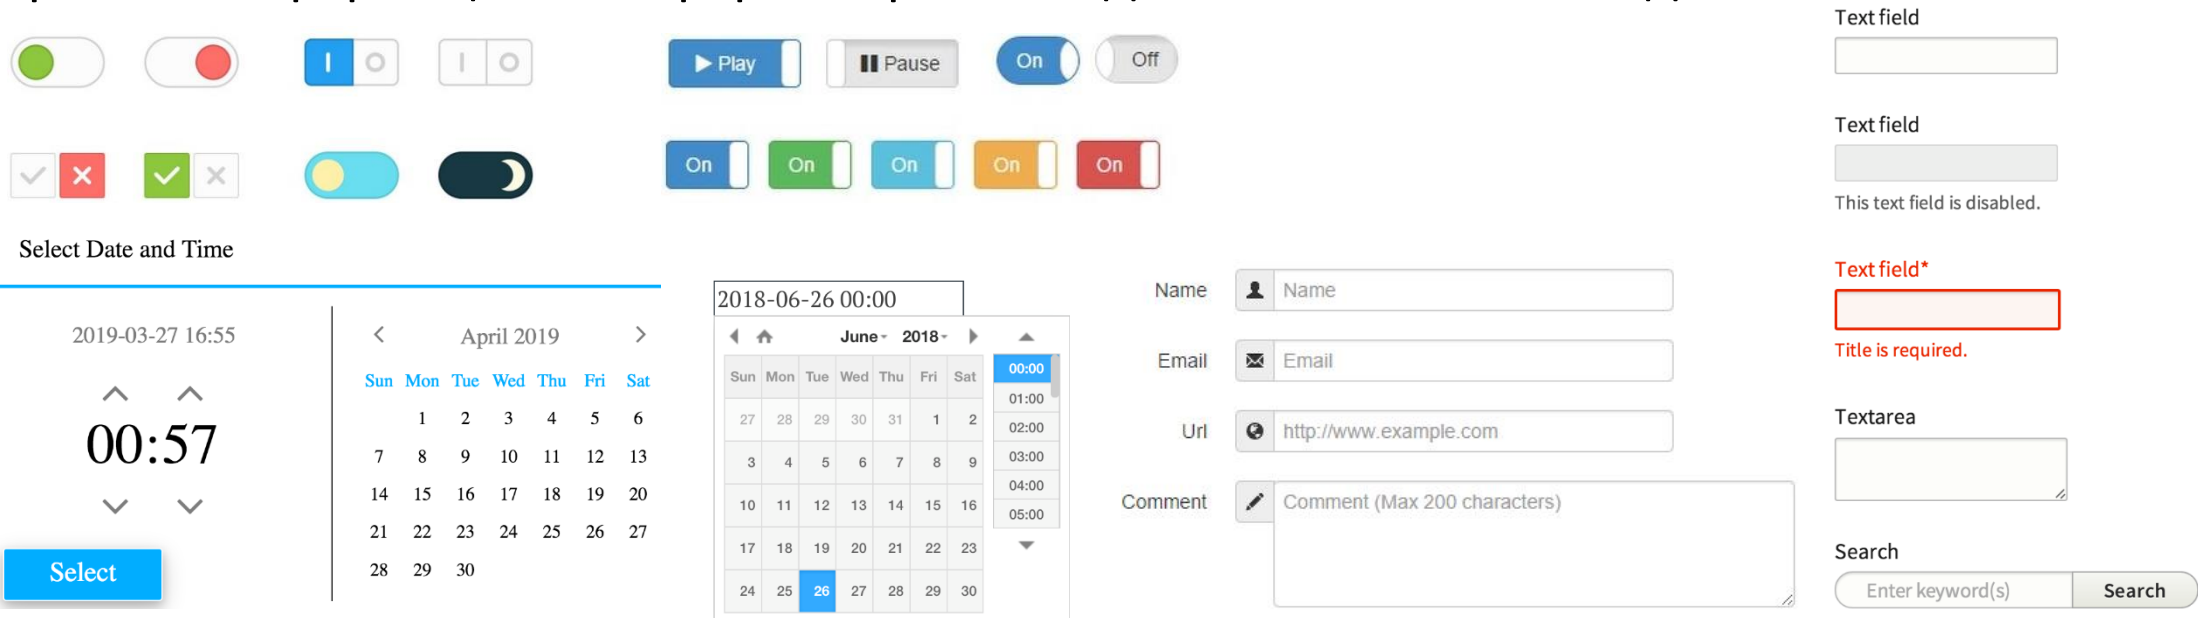 Play
Pause
On
Off
On
On
On
On
On
Select Date and Time
2019-03-27 16:55
00:57
Select
April 2019
Sun Mon Tue Wed Thu Fri Sat
1 2 3 4 5 6
7 8 9 10 11 12 13
14 15 16 17 18 19 20
21 22 23 24 25 26 27
28 29 30
2018-06-26 00:00
June 2018
Sun Mon Tue Wed Thu Fri Sat
27 28 29 30 31 1 2
3 4 5 6 7 8 9
10 11 12 13 14 15 16
17 18 19 20 21 22 23
24 25 26 27 28 29 30
00:00
01:00
02:00
03:00
04:00
05:00
Name
Name
Email
Email
Url
http://www.example.com
Comment
Comment (Max 200 characters)
Text field
Text field
This text field is disabled.
Text field*
Title is required.
Textarea
Search
Enter keyword(s)
Search